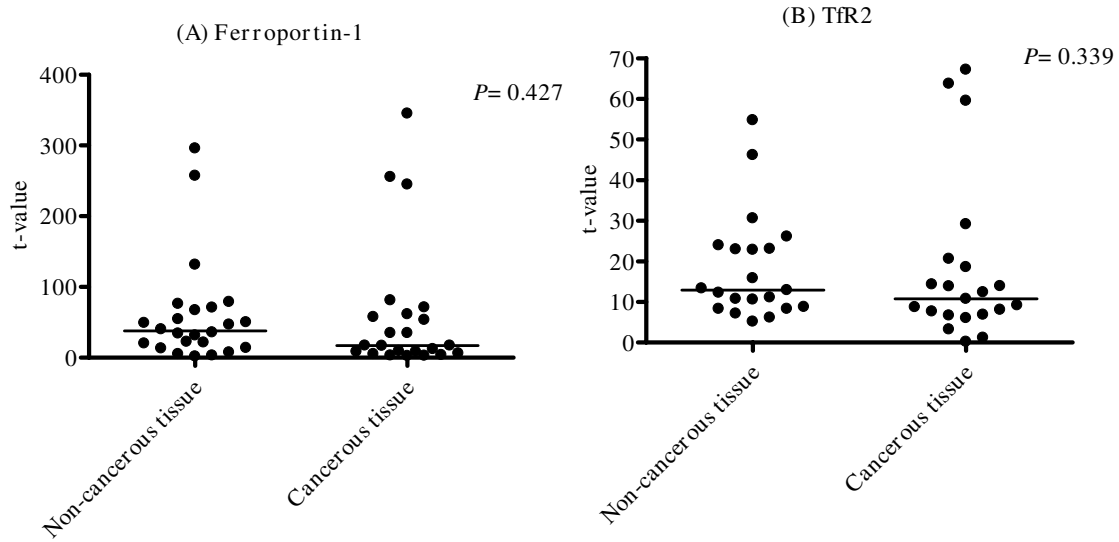 (A) Ferroportin-1
P= 0.427
t-value
400
300
200
100
0
Non-cancerous tissue
Cancerous tissue
(B) TfR2
P= 0.339
t-value
70
60
50
40
30
20
10
0
Non-cancerous tissue
Cancerous tissue